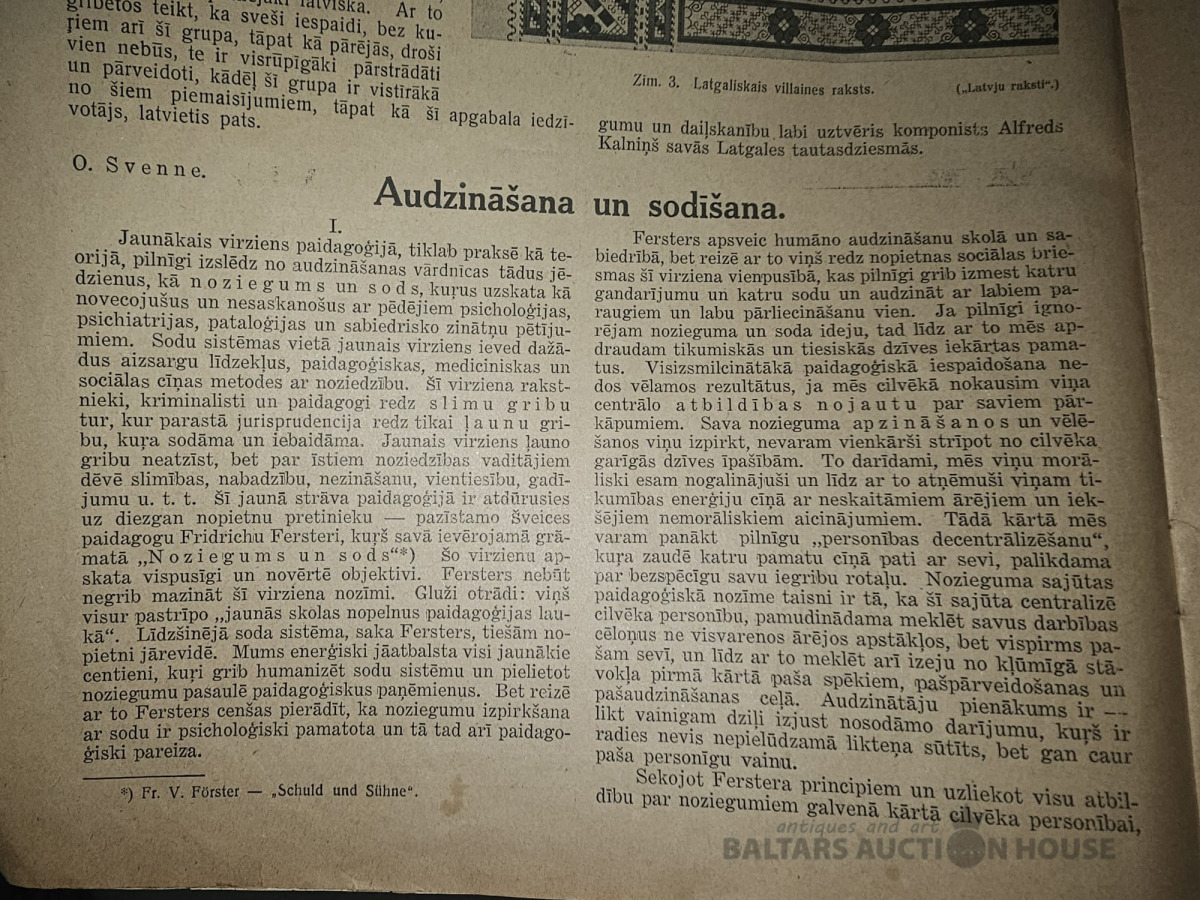 latviska. Ar to
gribētos teikt, ka sveši iespaidi, bez ku-
ŗiem arī šī grupa, tāpat kā pārējās, droši
vien nebūs, te ir visrūpīgāki pārstrādāti
un pārveidoti, kādēļ šī grupa ir vistīrākā
no šiem piemaisījumiem, tāpat kā šī apgabala iedzī-
votājs, latvietis pats.
Zīm. 3. Latgaliskais villaines raksts. („Latvju raksti“.)
gumu un daiļskanību labi uztvēris komponists Alfreds
Kalniņš savās Latgales tautasdziesmās.
O. Svenne.
Audzināšana un sodīšana.
I.
Jaunākais virziens paidagoģijā, tiklab praksē kā te-
orijā, pilnīgi izslēdz no audzināšanas vārdnīcas tādus jē-
dzienus, kā noziegums un sods, kuŗus uzskata kā
novecojušus un nesaskanošus ar pēdējiem psicholoģijas,
psichiatrijas, pataloģijas un sabiedrisko zinātņu pētīju-
miem. Sodu sistēmas vietā jaunais virziens ieved dažā-
dus aizsargu līdzekļus, paidagoģiskas, mediciniskas un
sociālas cīņas metodes ar noziedzību. Šī virziena rakst-
nieki, kriminālisti un paidagogi redz slimu gribu
tur, kur parastā jurisprudencija redz tikai ļaunu gri-
bu, kuŗa sodāma un iebaidama. Jaunais virziens ļauno
gribu neatzīst, bet par īstiem noziedzības vadītājiem
dēvē slimības, nabadzību, nezināšanu, vientiesību, gadī-
jumu u. t. t. Šī jaunā strāva paidagoģijā ir atdūrusies
uz diezgan nopietnu pretinieku — pazīstamo Šveices
paidagogu Fridrichu Fersteri, kuŗš savā ievērojamā grā-
matā „Noziegums un sods“*) Šo virzienu ap-
skata vispusīgi un novērtē objektivi. Fersters nebūt
negrib mazināt šī virziena nozīmi. Gluži otrādi: viņš
visur pastrīpo „jaunās skolas nopelnus paidagoģijas lau-
kā“. Līdzšinējā soda sistēma, saka Fersters, tiešām no-
pietni jārevidē. Mums enerģiski jāatbalsta visi jaunākie
centieni, kuŗi grib humanizēt sodu sistēmu un pielietot
noziegumu pasaulē paidagoģiskus paņēmienus. Bet reizē
ar to Fersters cenšas pierādīt, ka noziegumu izpirkšana
ar sodu ir psicholoģiski pamatota un tā tad arī paidago-
ģiski pareiza.
*) Fr. V. Förster — „Schuld und Sühne“.
Fersters apsveic humāno audzināšanu skolā un sa-
biedrībā, bet reizē ar to viņš redz nopietnas sociālas brie-
smas šī virziena vienpusībā, kas pilnīgi grib izmest katru
gandarījumu un katru sodu un audzināt ar labiem pa-
raugiem un labu pārliecināšanu vien. Ja pilnīgi igno-
rējam nozieguma un soda ideju, tad līdz ar to mēs ap-
draudam tikumiskās un tiesiskās dzīves iekārtas pama-
tus. Visizsmilcinātākā paidagoģiskā iespaidošana ne-
dos vēlamos rezultātus, ja mēs cilvēkā nokausim viņa
centrālo atbildības nojautu par saviem pār-
kāpumiem. Sava nozieguma apzināšanos un vēlē-
šanos viņu izpirkt, nevaram vienkārši strīpot no cilvēka
garīgās dzīves īpašībām. To darīdami, mēs viņu morā-
liski esam nogalinājuši un līdz ar to atņēmuši viņam ti-
kumības enerģiju cīņā ar neskaitāmiem ārējiem un iek-
šējiem nemorāliskiem aicinājumiem. Tādā kārtā mēs
varam panākt pilnīgu „personības decentrālizēšanu“,
kuŗa zaudē katru pamatu cīņā pati ar sevi, palikdama
par bezspēcīgu savu iegribu rotaļu. Nozieguma sajūtas
paidagoģiskā nozīme taisni ir tā, ka šī sajūta centralizē
cilvēka personību, pamudinādama meklēt savus darbības
cēloņus ne visvarenos ārējos apstākļos, bet vispirms pa-
šam sevī, un līdz ar to meklēt arī izeju no kļūmīgā stā-
vokļa pirmā kārtā paša spēkiem, pašpārveidošanas un
pašaudzināšanas ceļā. Audzinātāju pienākums ir —
likt vainigam dziļi izjust nosodāmo darījumu, kuŗš ir
radies nevis nepielūdzamā likteņa sūtīts, bet gan caur
paša personīgu vainu.
Sekojot Ferstera principiem un uzliekot visu atbil-
dību par noziegumiem galvenā kārtā cilvēka personībai,
antiques and art
BALTARS AUCTION HOUSE